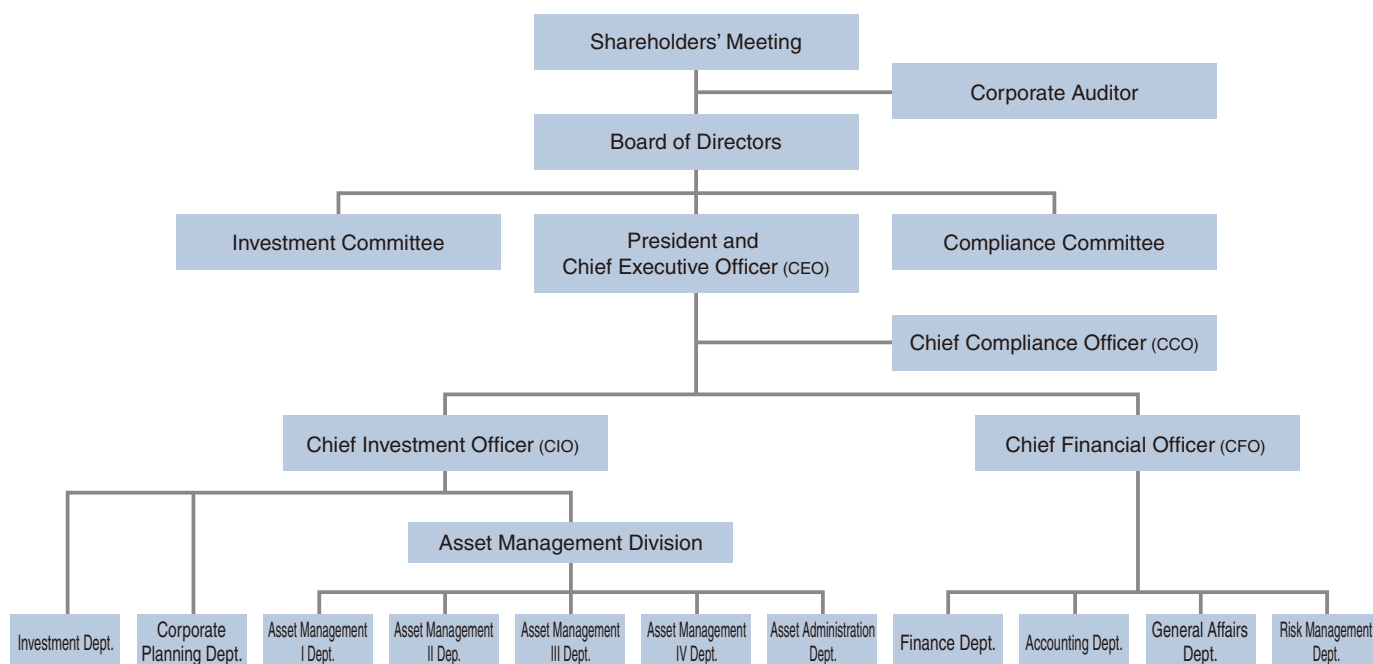 Shareholders’ Meeting
Corporate Auditor
Board of Directors
Investment Committee
President and
Chief Executive Officer (CEO)
Compliance Committee
Chief Compliance Officer (CCO)
Chief Investment Officer (CIO)
Chief Financial Officer (CFO)
Asset Management Division
Investment Dept.
Corporate
Planning Dept.
Asset Management
I Dept.
Asset Management
II Dep.
Asset Management
III Dept.
Asset Management
IV Dept.
Asset Administration
Dept.
Finance Dept.
Accounting Dept.
General Affairs
Dept.
Risk Management
Dept.